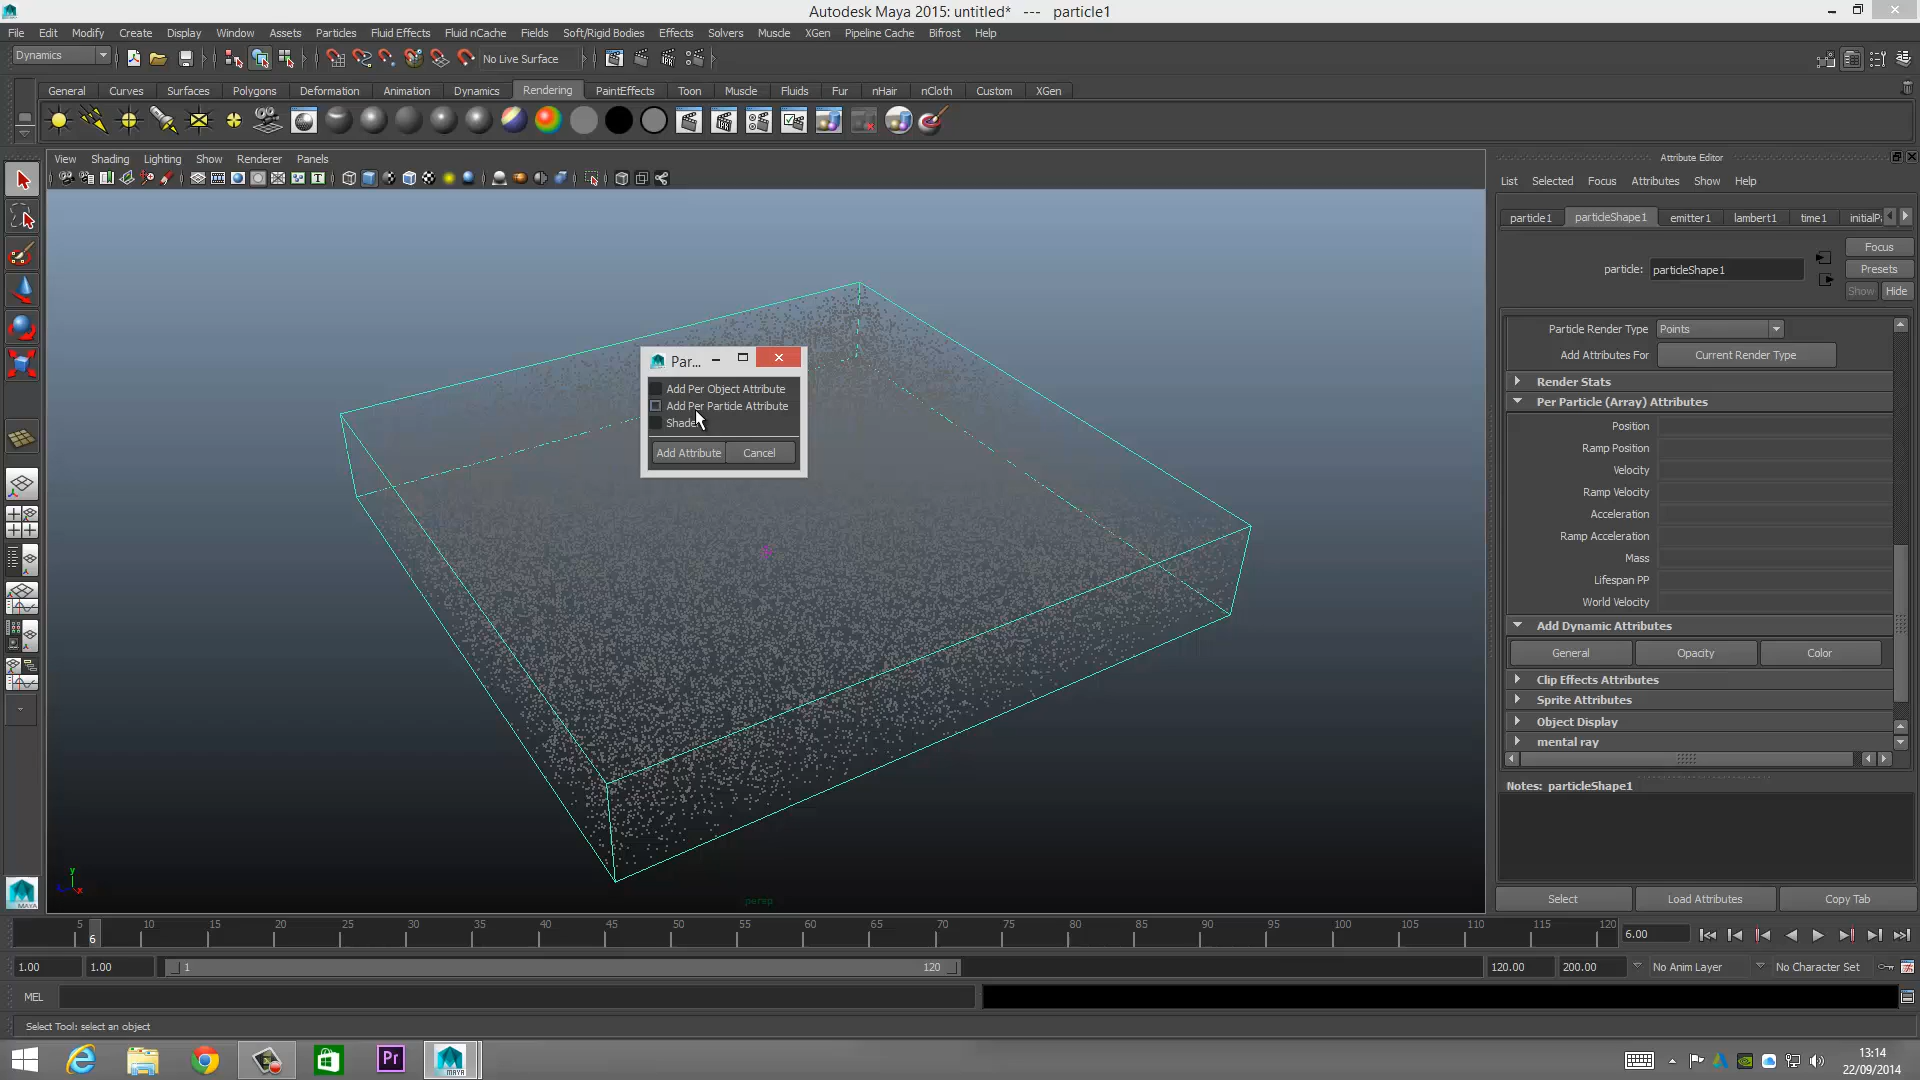 Autodesk Maya 2015: untitled* --- particle1
File Edit Modify Create Display Window Assets Particles Fluid Effects Fluid nCache Fields Soft/Rigid Bodies Effects Solvers Muscle XGen Pipeline Cache Bifrost Help
Dynamics No Live Surface
General Curves Surfaces Polygons Deformation Animation Dynamics Rendering PaintEffects Toon Muscle Fluids Fur nHair nCloth Custom XGen
View Shading Lighting Show Renderer Panels
Attribute Editor
List Selected Focus Attributes Show Help
particle1 particleShape1 emitter1 lambert1 time1 initialP
Focus
particle: particleShape1
Presets
Show Hide
Particle Render Type Points
Add Attributes For Current Render Type
Render Stats
Per Particle (Array) Attributes
Position
Ramp Position
Velocity
Ramp Velocity
Acceleration
Ramp Acceleration
Mass
Lifespan PP
World Velocity
Add Dynamic Attributes
General Opacity Color
Clip Effects Attributes
Sprite Attributes
Object Display
mental ray
Notes: particleShape1
Select Load Attributes Copy Tab
Par...
Add Per Object Attribute
Add Per Particle Attribute
Shade
Add Attribute Cancel
y
x
persp
MAYA
5 10 15 20 25 30 35 40 45 50 55 60 65 70 75 80 85 90 95 100 105 110 115 120
6
6.00
1.00 1.00 1 120 120.00 200.00 No Anim Layer No Character Set
MEL
Select Tool: select an object
Pr
MAYA
13:14
22/09/2014